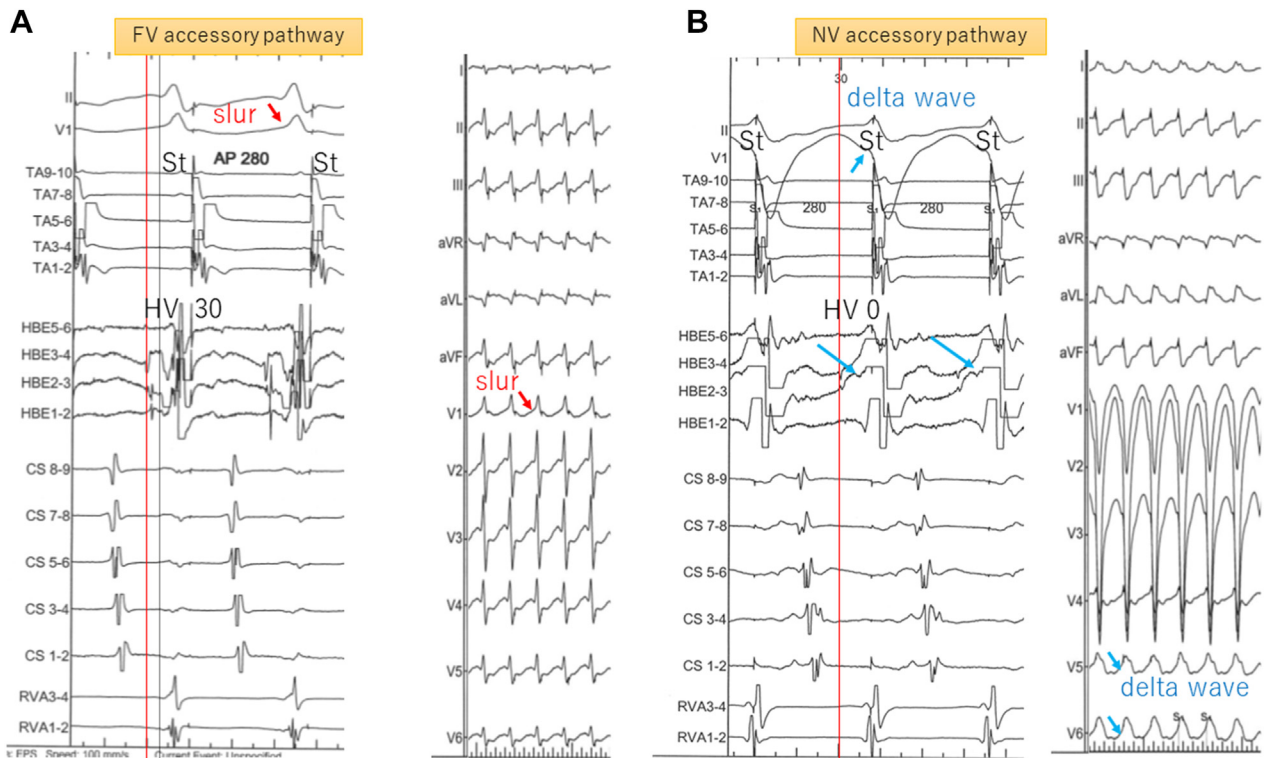 A
FV accessory pathway
II
V1
slur
St
AP 280
St
TA9-10
TA7-8
TA5-6
TA3-4
TA1-2
HV 30
HBE5-6
HBE3-4
HBE2-3
HBE1-2
CS 8-9
CS 7-8
CS 5-6
CS 3-4
CS 1-2
RVA3-4
RVA1-2
EPS Speed: 100 mm/s
I
II
III
aVR
aVL
aVF
slur
V1
V2
V3
V4
V5
V6
B
NV accessory pathway
30
delta wave
II
St
St
St
V1
TA9-10
TA7-8
280
280
TA5-6
TA3-4
TA1-2
HV 0
HBE5-6
HBE3-4
HBE2-3
HBE1-2
CS 8-9
CS 7-8
CS 5-6
CS 3-4
CS 1-2
RVA3-4
RVA1-2
I
II
III
aVR
aVL
aVF
V1
V2
V3
V4
V5
delta wave
V6